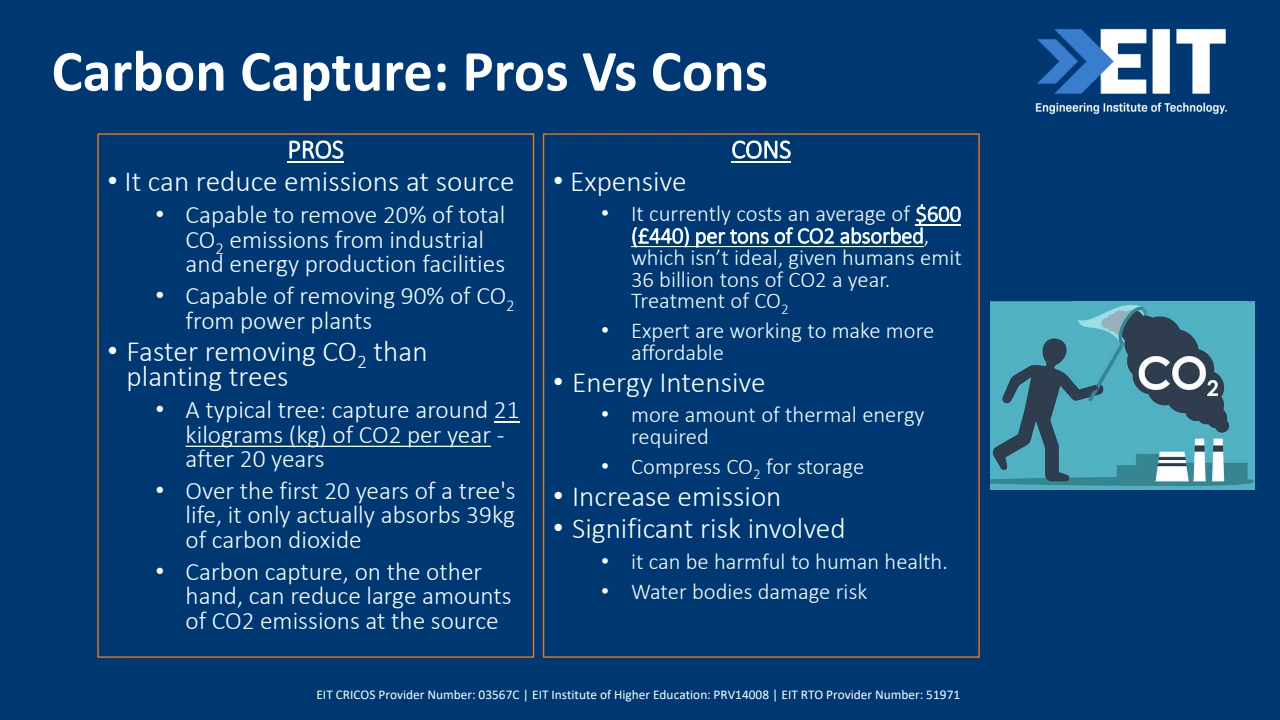 Carbon Capture: Pros Vs Cons
EIT
Engineering Institute of Technology.
PROS
• It can reduce emissions at source
• Capable to remove 20% of total
CO₂ emissions from industrial
and energy production facilities
• Capable of removing 90% of CO₂
from power plants
• Faster removing CO₂ than
planting trees
• A typical tree: capture around 21
kilograms (kg) of CO2 per year -
after 20 years
• Over the first 20 years of a tree's
life, it only actually absorbs 39kg
of carbon dioxide
• Carbon capture, on the other
hand, can reduce large amounts
of CO2 emissions at the source
CONS
• Expensive
• It currently costs an average of $600
(£440) per tons of CO2 absorbed,
which isn’t ideal, given humans emit
36 billion tons of CO2 a year.
Treatment of CO₂
• Expert are working to make more
affordable
• Energy Intensive
• more amount of thermal energy
required
• Compress CO₂ for storage
• Increase emission
• Significant risk involved
• it can be harmful to human health.
• Water bodies damage risk
CO₂
EIT CRICOS Provider Number: 03567C | EIT Institute of Higher Education: PRV14008 | EIT RTO Provider Number: 51971